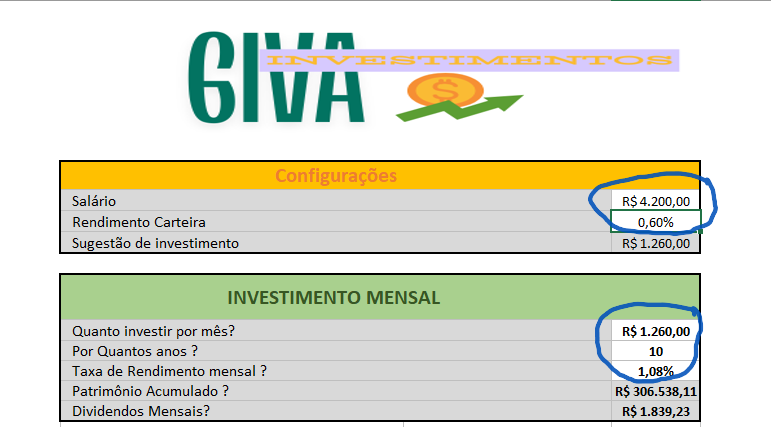 GIVA
INVESTIMENTOS
$
Configurações
Salário R$ 4.200,00
Rendimento Carteira 0,60%
Sugestão de investimento R$ 1.260,00
INVESTIMENTO MENSAL
Quanto investir por mês? R$ 1.260,00
Por Quantos anos ? 10
Taxa de Rendimento mensal ? 1,08%
Patrimônio Acumulado ? R$ 306.538,11
Dividendos Mensais? R$ 1.839,23